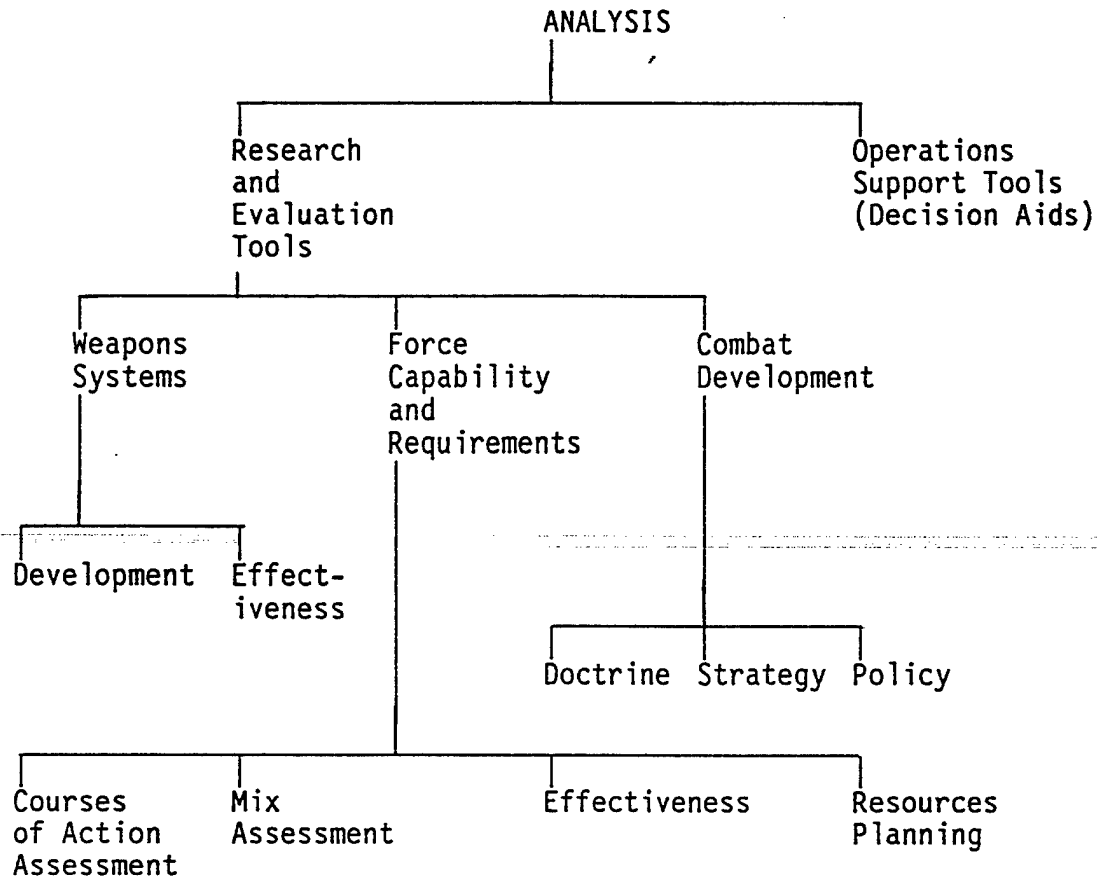 ANALYSIS
Research
and
Evaluation
Tools
Operations
Support Tools
(Decision Aids)
Weapons
Systems
Force
Capability
and
Requirements
Combat
Development
Development
Effect-
iveness
Doctrine
Strategy
Policy
Courses
of Action
Assessment
Mix
Assessment
Effectiveness
Resources
Planning